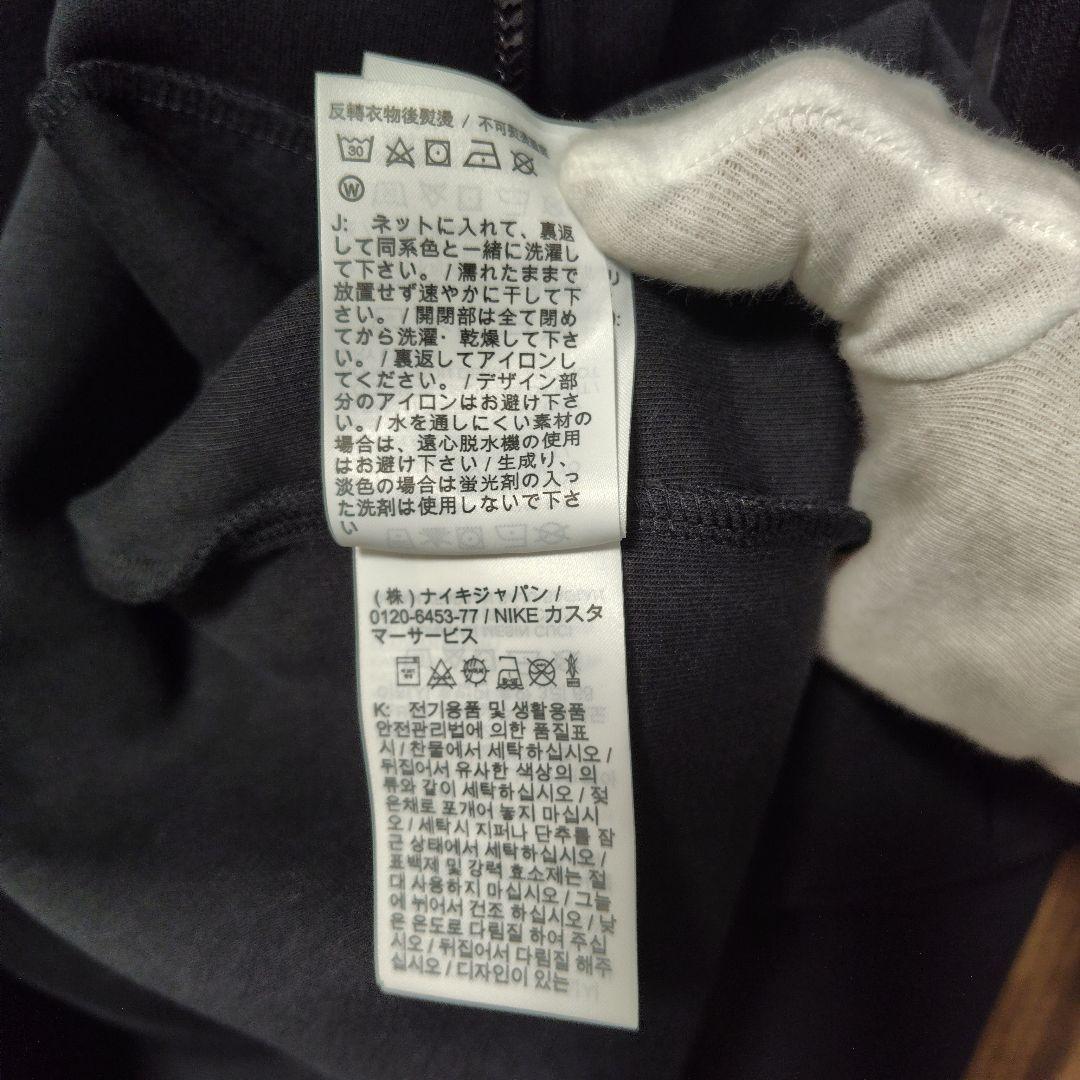 反轉衣物後熨燙 / 不可
30
W
J: ネットに入れて、裏返
して同系色と一緒に洗濯し
て下さい。 / 濡れたままで
放置せず速やかに干して下
さい。 / 開閉部は全て閉め
てから洗濯・乾燥して下さ
い。 / 裏返してアイロンし
てください。 / デザイン部
分のアイロンはお避け下さ
い。/ 水を通しにくい素材の
場合は、遠心脱水機の使用
はお避け下さい / 生成り、
淡色の場合は蛍光剤の入っ
た洗剤は使用しないで下さ
い
(株) ナイキジャパン /
0120-6453-77 / NIKE カスタ
マーサービス
K: 전기용품 및 생활용품
안전관리법에 의한 품질표
시 / 찬물에서 세탁하십시오 /
뒤집어서 유사한 색상의 의
류와 같이 세탁하십시오 / 젖
은채로 포개어 놓지 마십시
오 / 세탁시 지퍼나 단추를 잠
근 상태에서 세탁하십시오 /
표백제 및 강력 효소제는 절
대 사용하지 마십시오 / 그늘
에 뉘어서 건조 하십시오 / 낮
은 온도로 다림질 하여 주십
시오 / 뒤집어서 다림질 해주
십시오 / 디자인이 있는